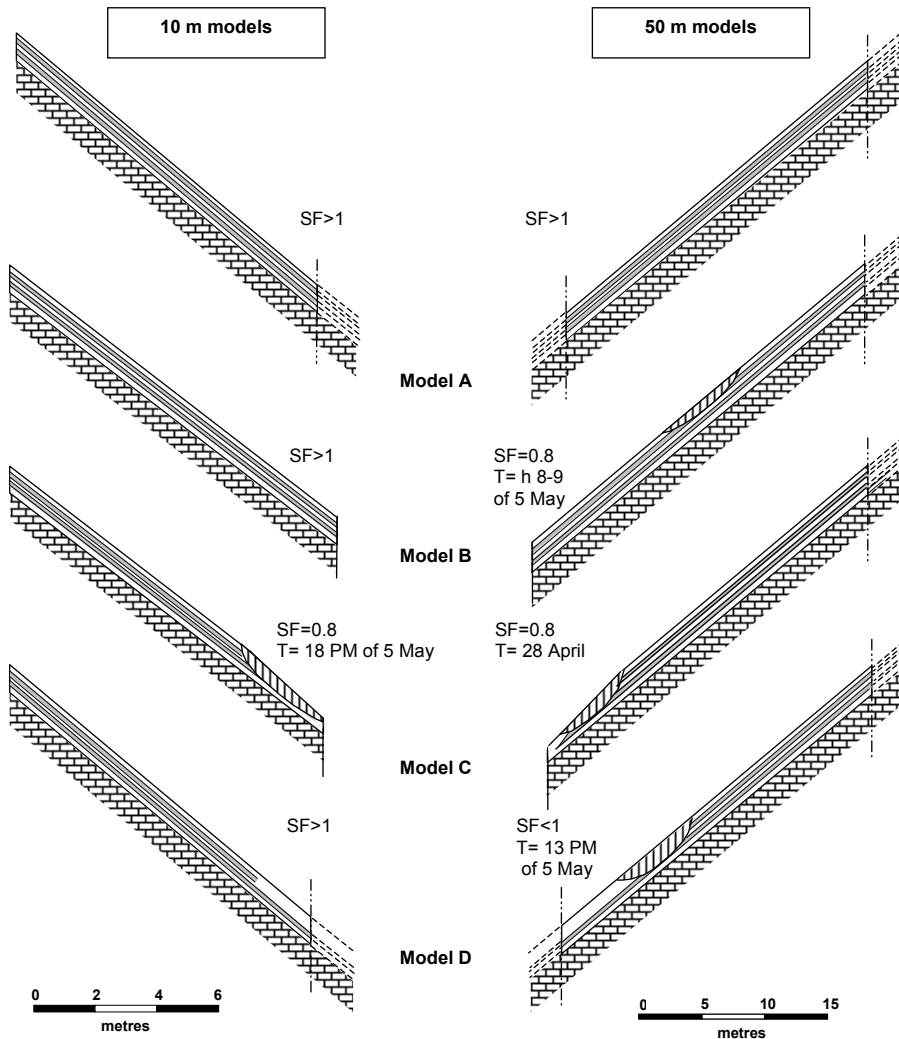 10 m models
50 m models
SF>1
SF>1
Model A
SF>1
SF=0.8
T= h 8-9
of 5 May
Model B
SF=0.8
T= 18 PM of 5 May
SF=0.8
T= 28 April
Model C
SF>1
SF<1
T= 13 PM
of 5 May
Model D
0 2 4 6
metres
0 5 10 15
metres